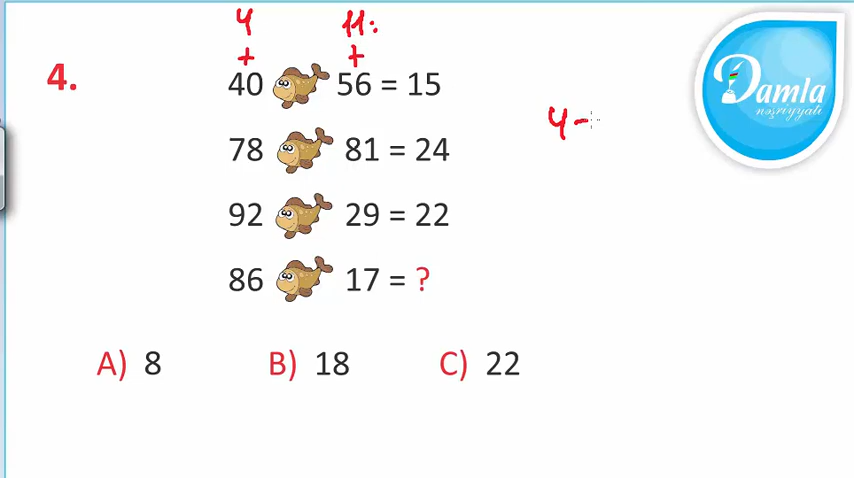 4 11:
+ +
4. 40 56 = 15
4 -
78 81 = 24
92 29 = 22
86 17 = ?
A) 8 B) 18 C) 22
Damla
nəşriyyatı